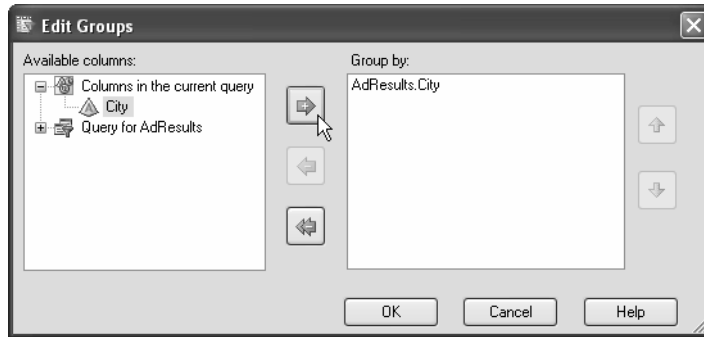 Edit Groups
Available columns:
Group by:
Columns in the current query
City
Query for AdResults
AdResults.City
OK
Cancel
Help